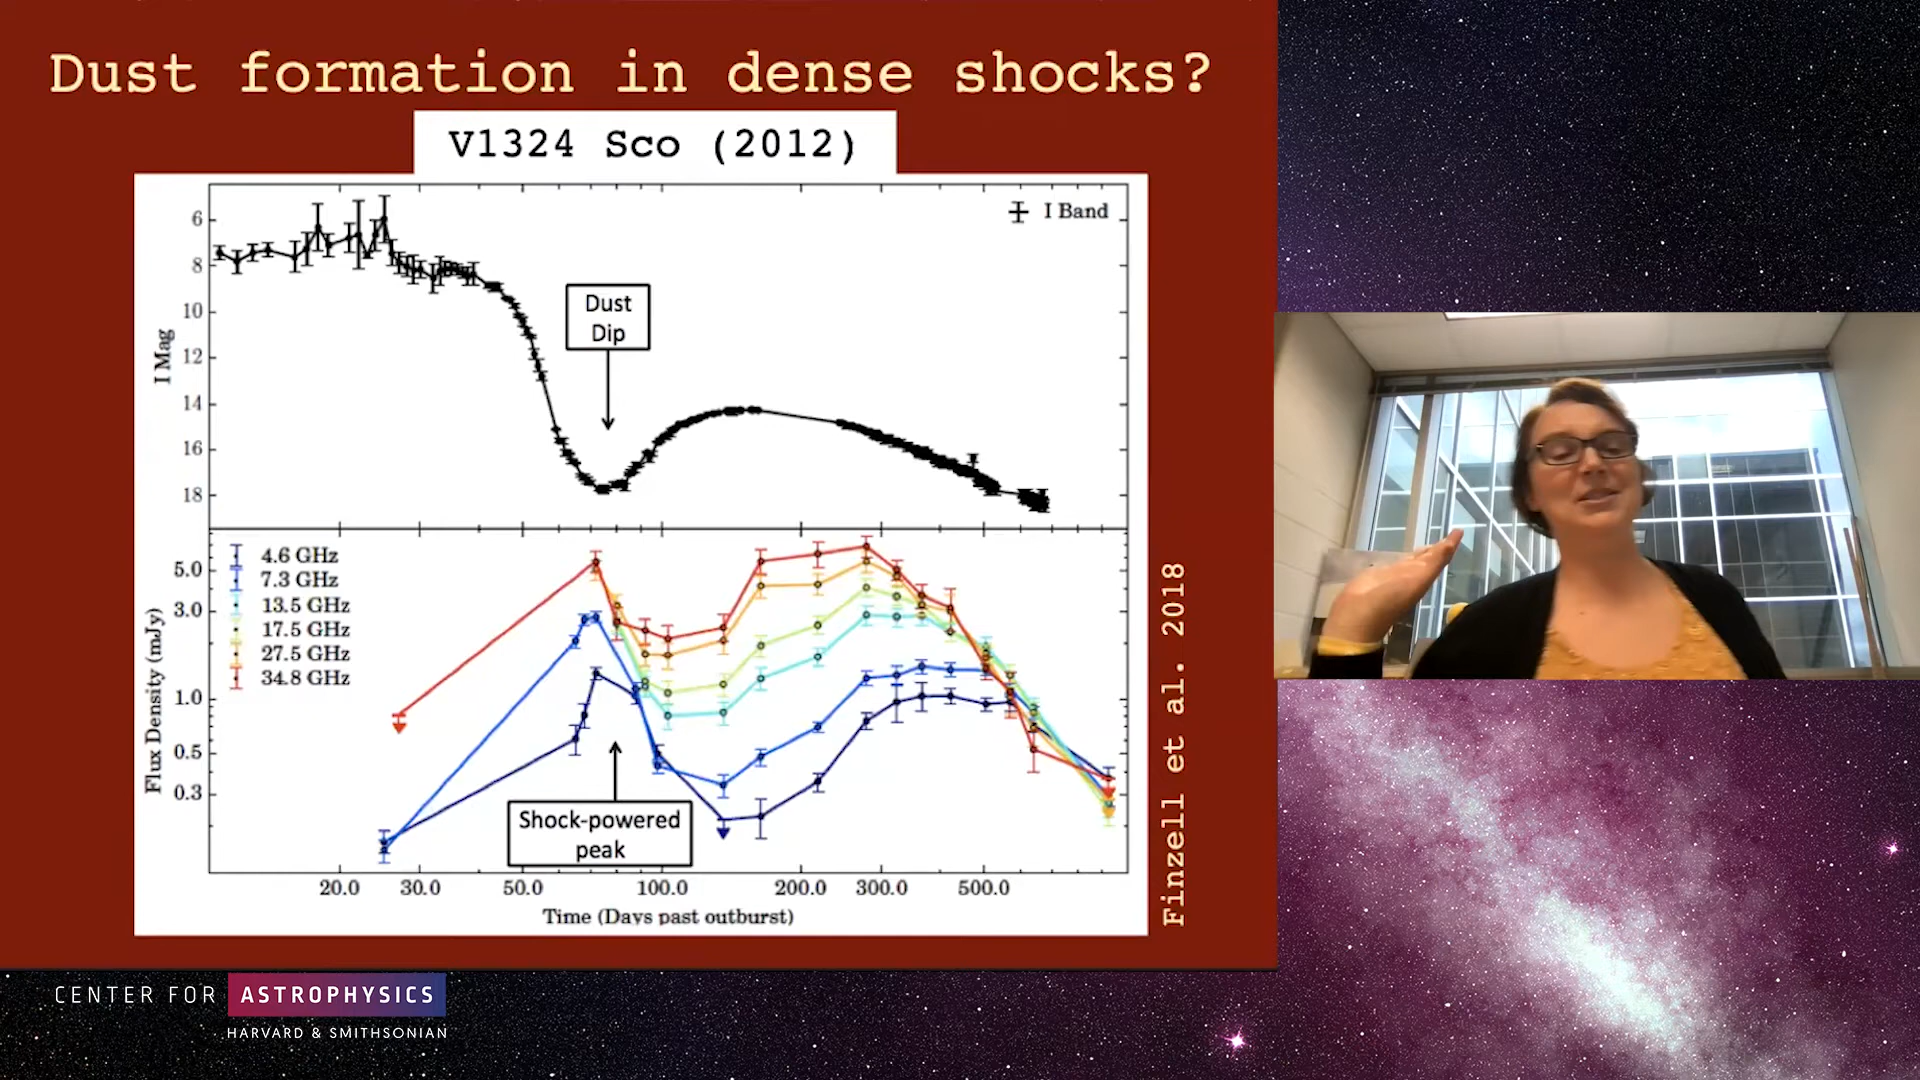 Dust formation in dense shocks?
V1324 Sco (2012)
I Band
6
8
10
12
14
16
18
I Mag
Dust
Dip
4.6 GHz
7.3 GHz
13.5 GHz
17.5 GHz
27.5 GHz
34.8 GHz
5.0
3.0
1.0
0.5
0.3
Flux Density (mJy)
Shock-powered
peak
20.0 30.0 50.0 100.0 200.0 300.0 500.0
Time (Days past outburst)
Finzell et al. 2018
CENTER FOR ASTROPHYSICS
HARVARD & SMITHSONIAN